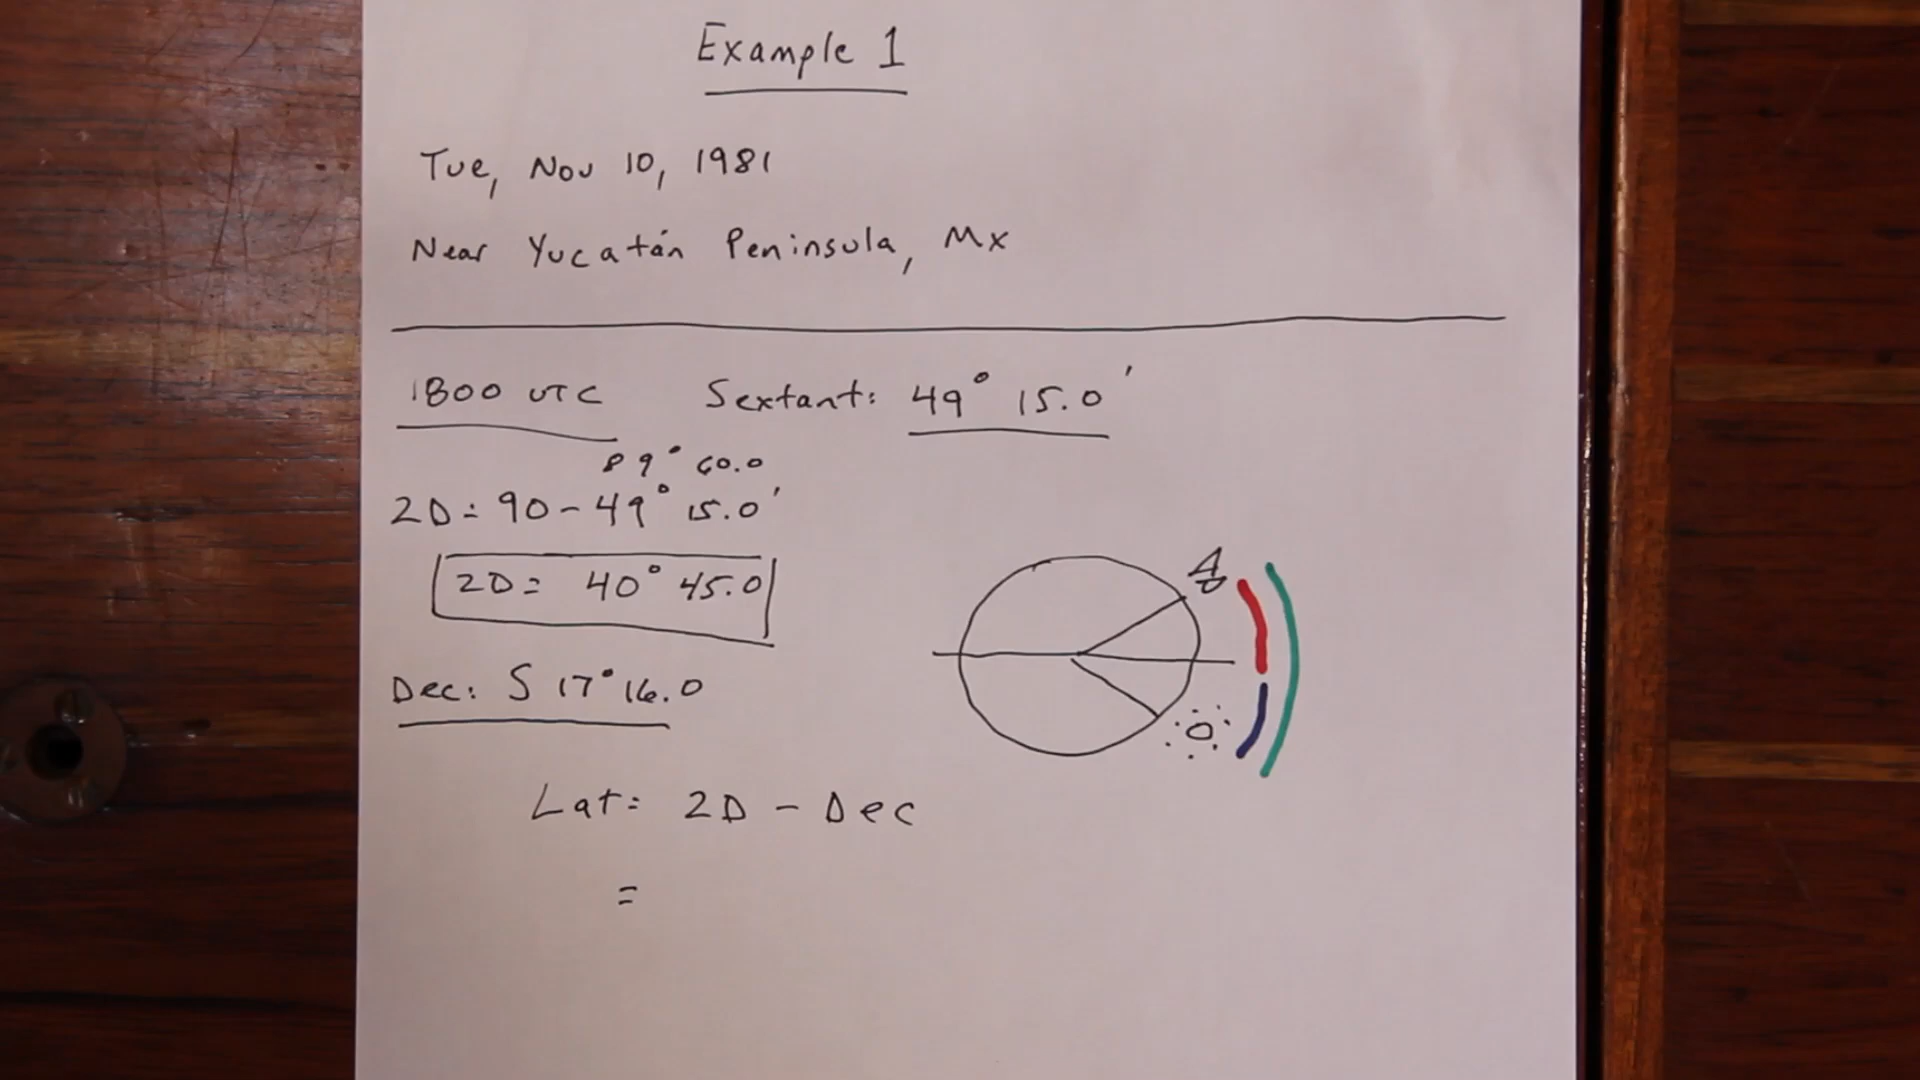 Example 1
Tue, Nov 10, 1981
Near Yucatán Peninsula, Mx
1800 UTC Sextant: 49° 15.0'
89° 60.0
ZD= 90 - 49° 15.0'
ZD= 40° 45.0
Dec: S 17° 16.0
Lat= ZD - Dec
=